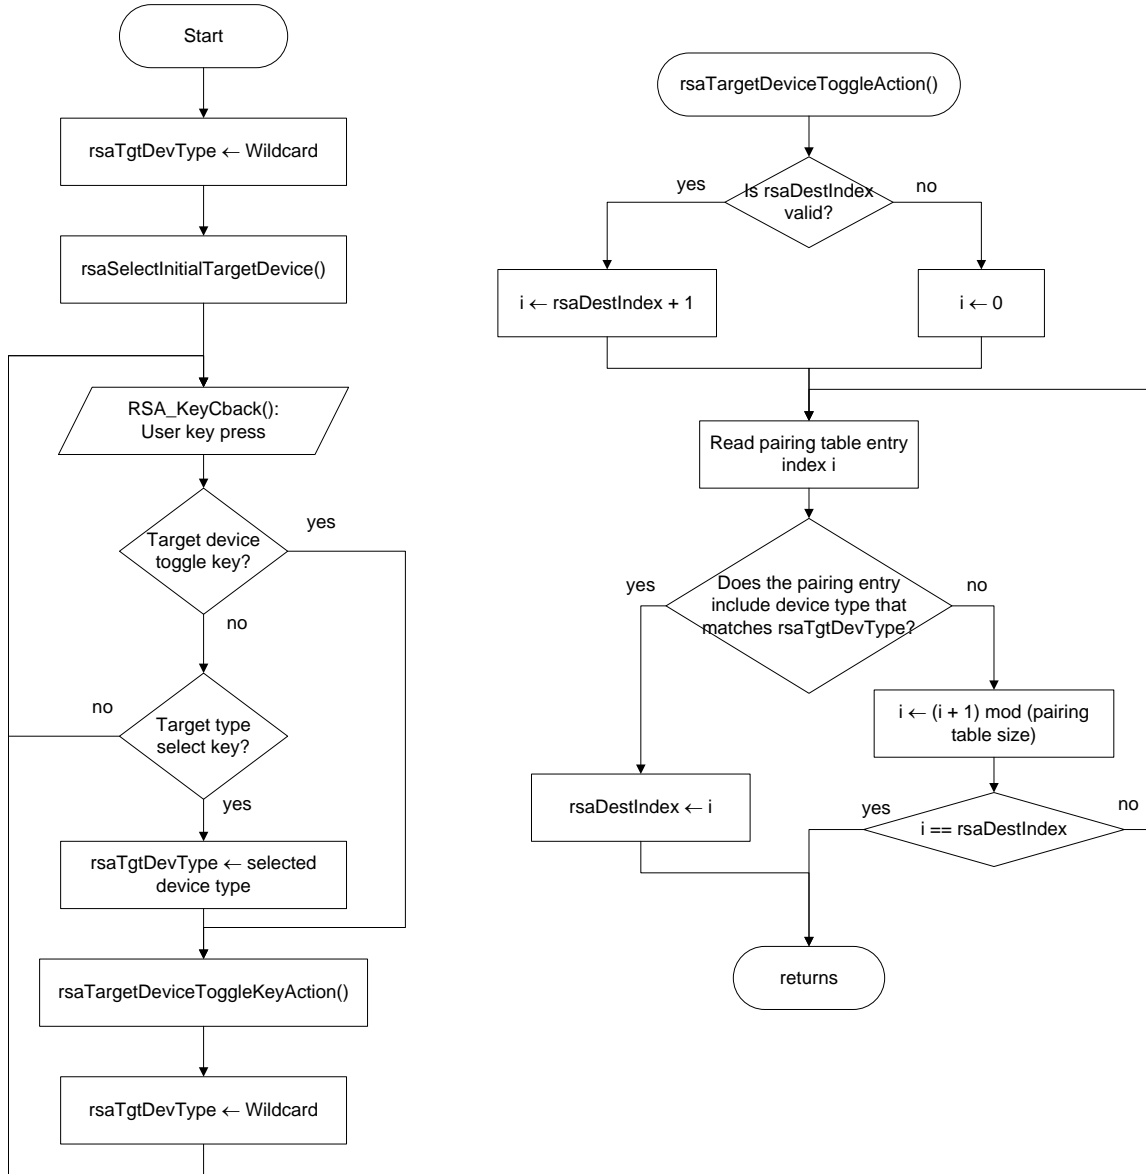 Start
rsaTgtDevType ← Wildcard
rsaSelectInitialTargetDevice()
RSA_KeyCback():
User key press
Target device
toggle key?
yes
no
Target type
select key?
no
yes
rsaTgtDevType ← selected
device type
rsaTargetDeviceToggleKeyAction()
rsaTgtDevType ← Wildcard
rsaTargetDeviceToggleAction()
Is rsaDestIndex
valid?
yes
no
i ← rsaDestIndex + 1
i ← 0
Read pairing table entry
index i
Does the pairing entry
include device type that
matches rsaTgtDevType?
yes
no
i ← (i + 1) mod (pairing
table size)
rsaDestIndex ← i
i == rsaDestIndex
yes
no
returns